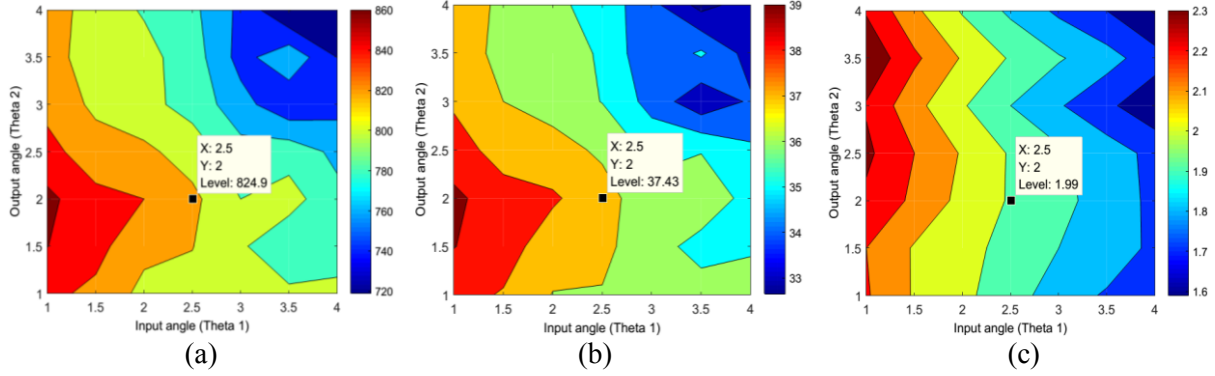 4
3.5
3
2.5
2
1.5
1
Output angle (Theta 2)
1 1.5 2 2.5 3 3.5 4
Input angle (Theta 1)
X: 2.5
Y: 2
Level: 824.9
860
840
820
800
780
760
740
720
(a)
4
3.5
3
2.5
2
1.5
1
Output angle (Theta 2)
1 1.5 2 2.5 3 3.5 4
Input angle (Theta 1)
X: 2.5
Y: 2
Level: 37.43
39
38
37
36
35
34
33
(b)
4
3.5
3
2.5
2
1.5
1
Output angle (Theta 2)
1 1.5 2 2.5 3 3.5 4
Input angle (Theta 1)
X: 2.5
Y: 2
Level: 1.99
2.3
2.2
2.1
2
1.9
1.8
1.7
1.6
(c)